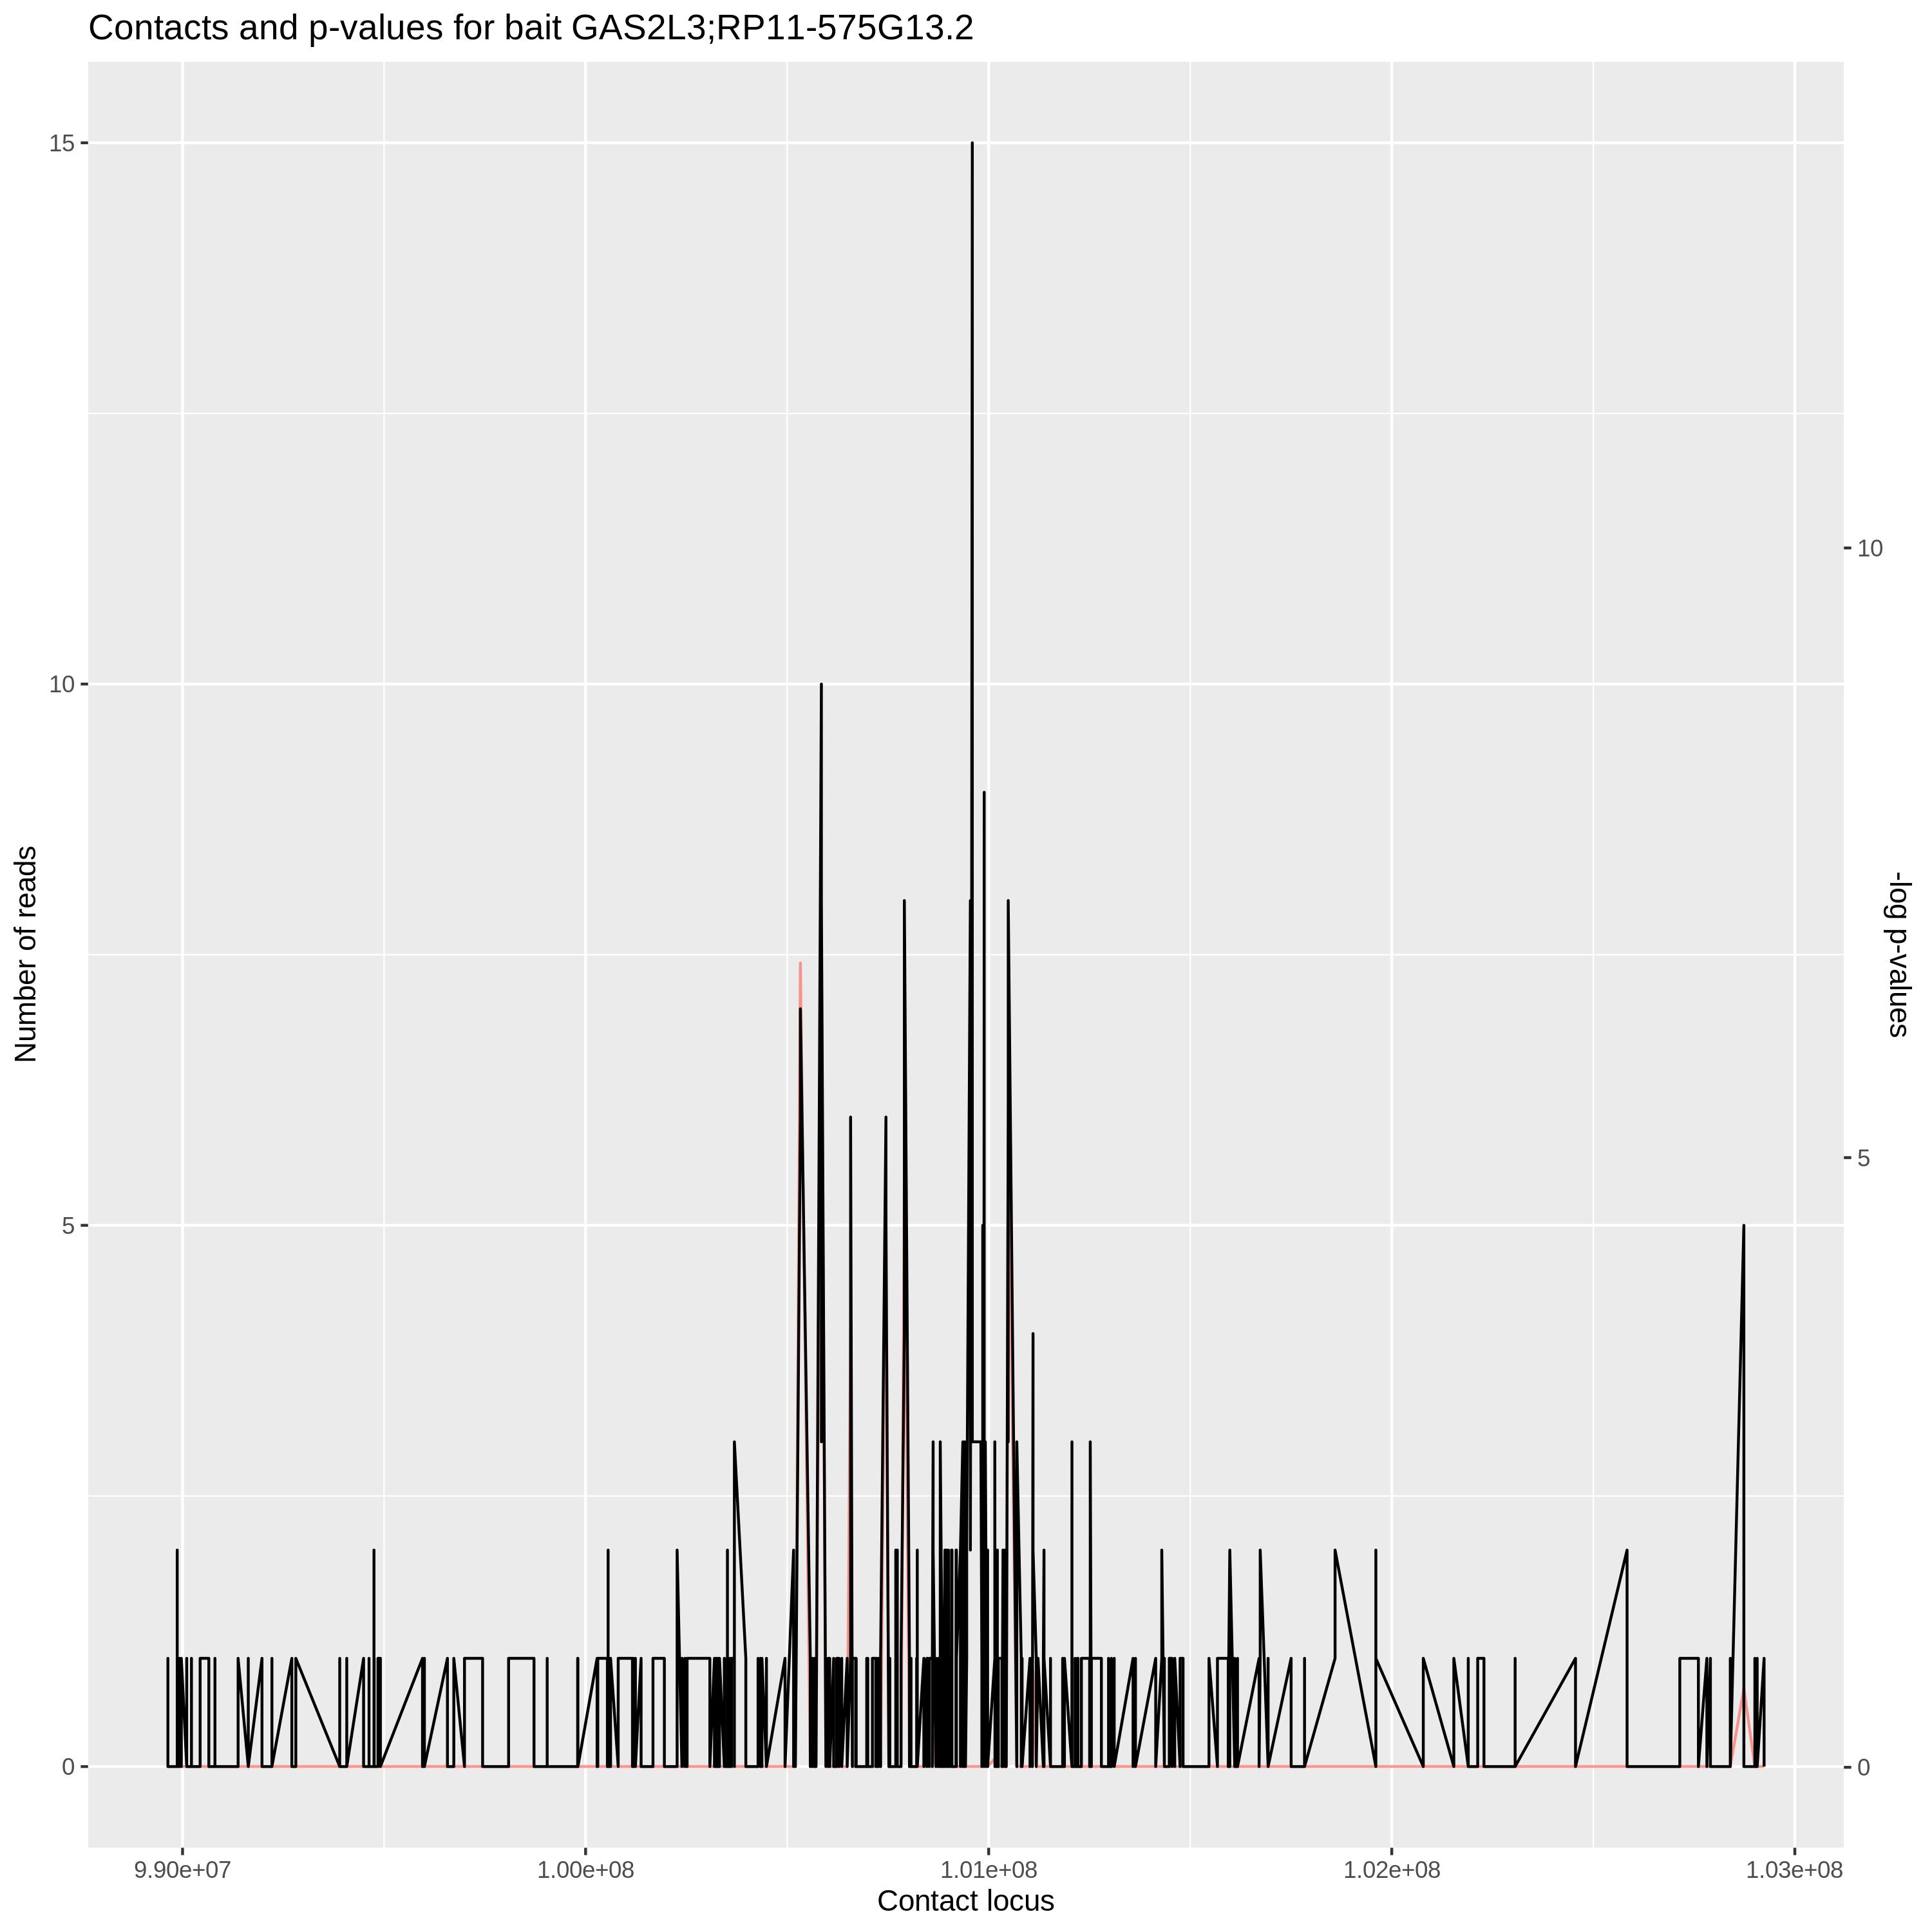 Contacts and p-values for bait GAS2L3;RP11-575G13.2
15
10
5
0
Number of reads
10
5
0
-log p-values
9.90e+07
1.00e+08
1.01e+08
1.02e+08
1.03e+08
Contact locus